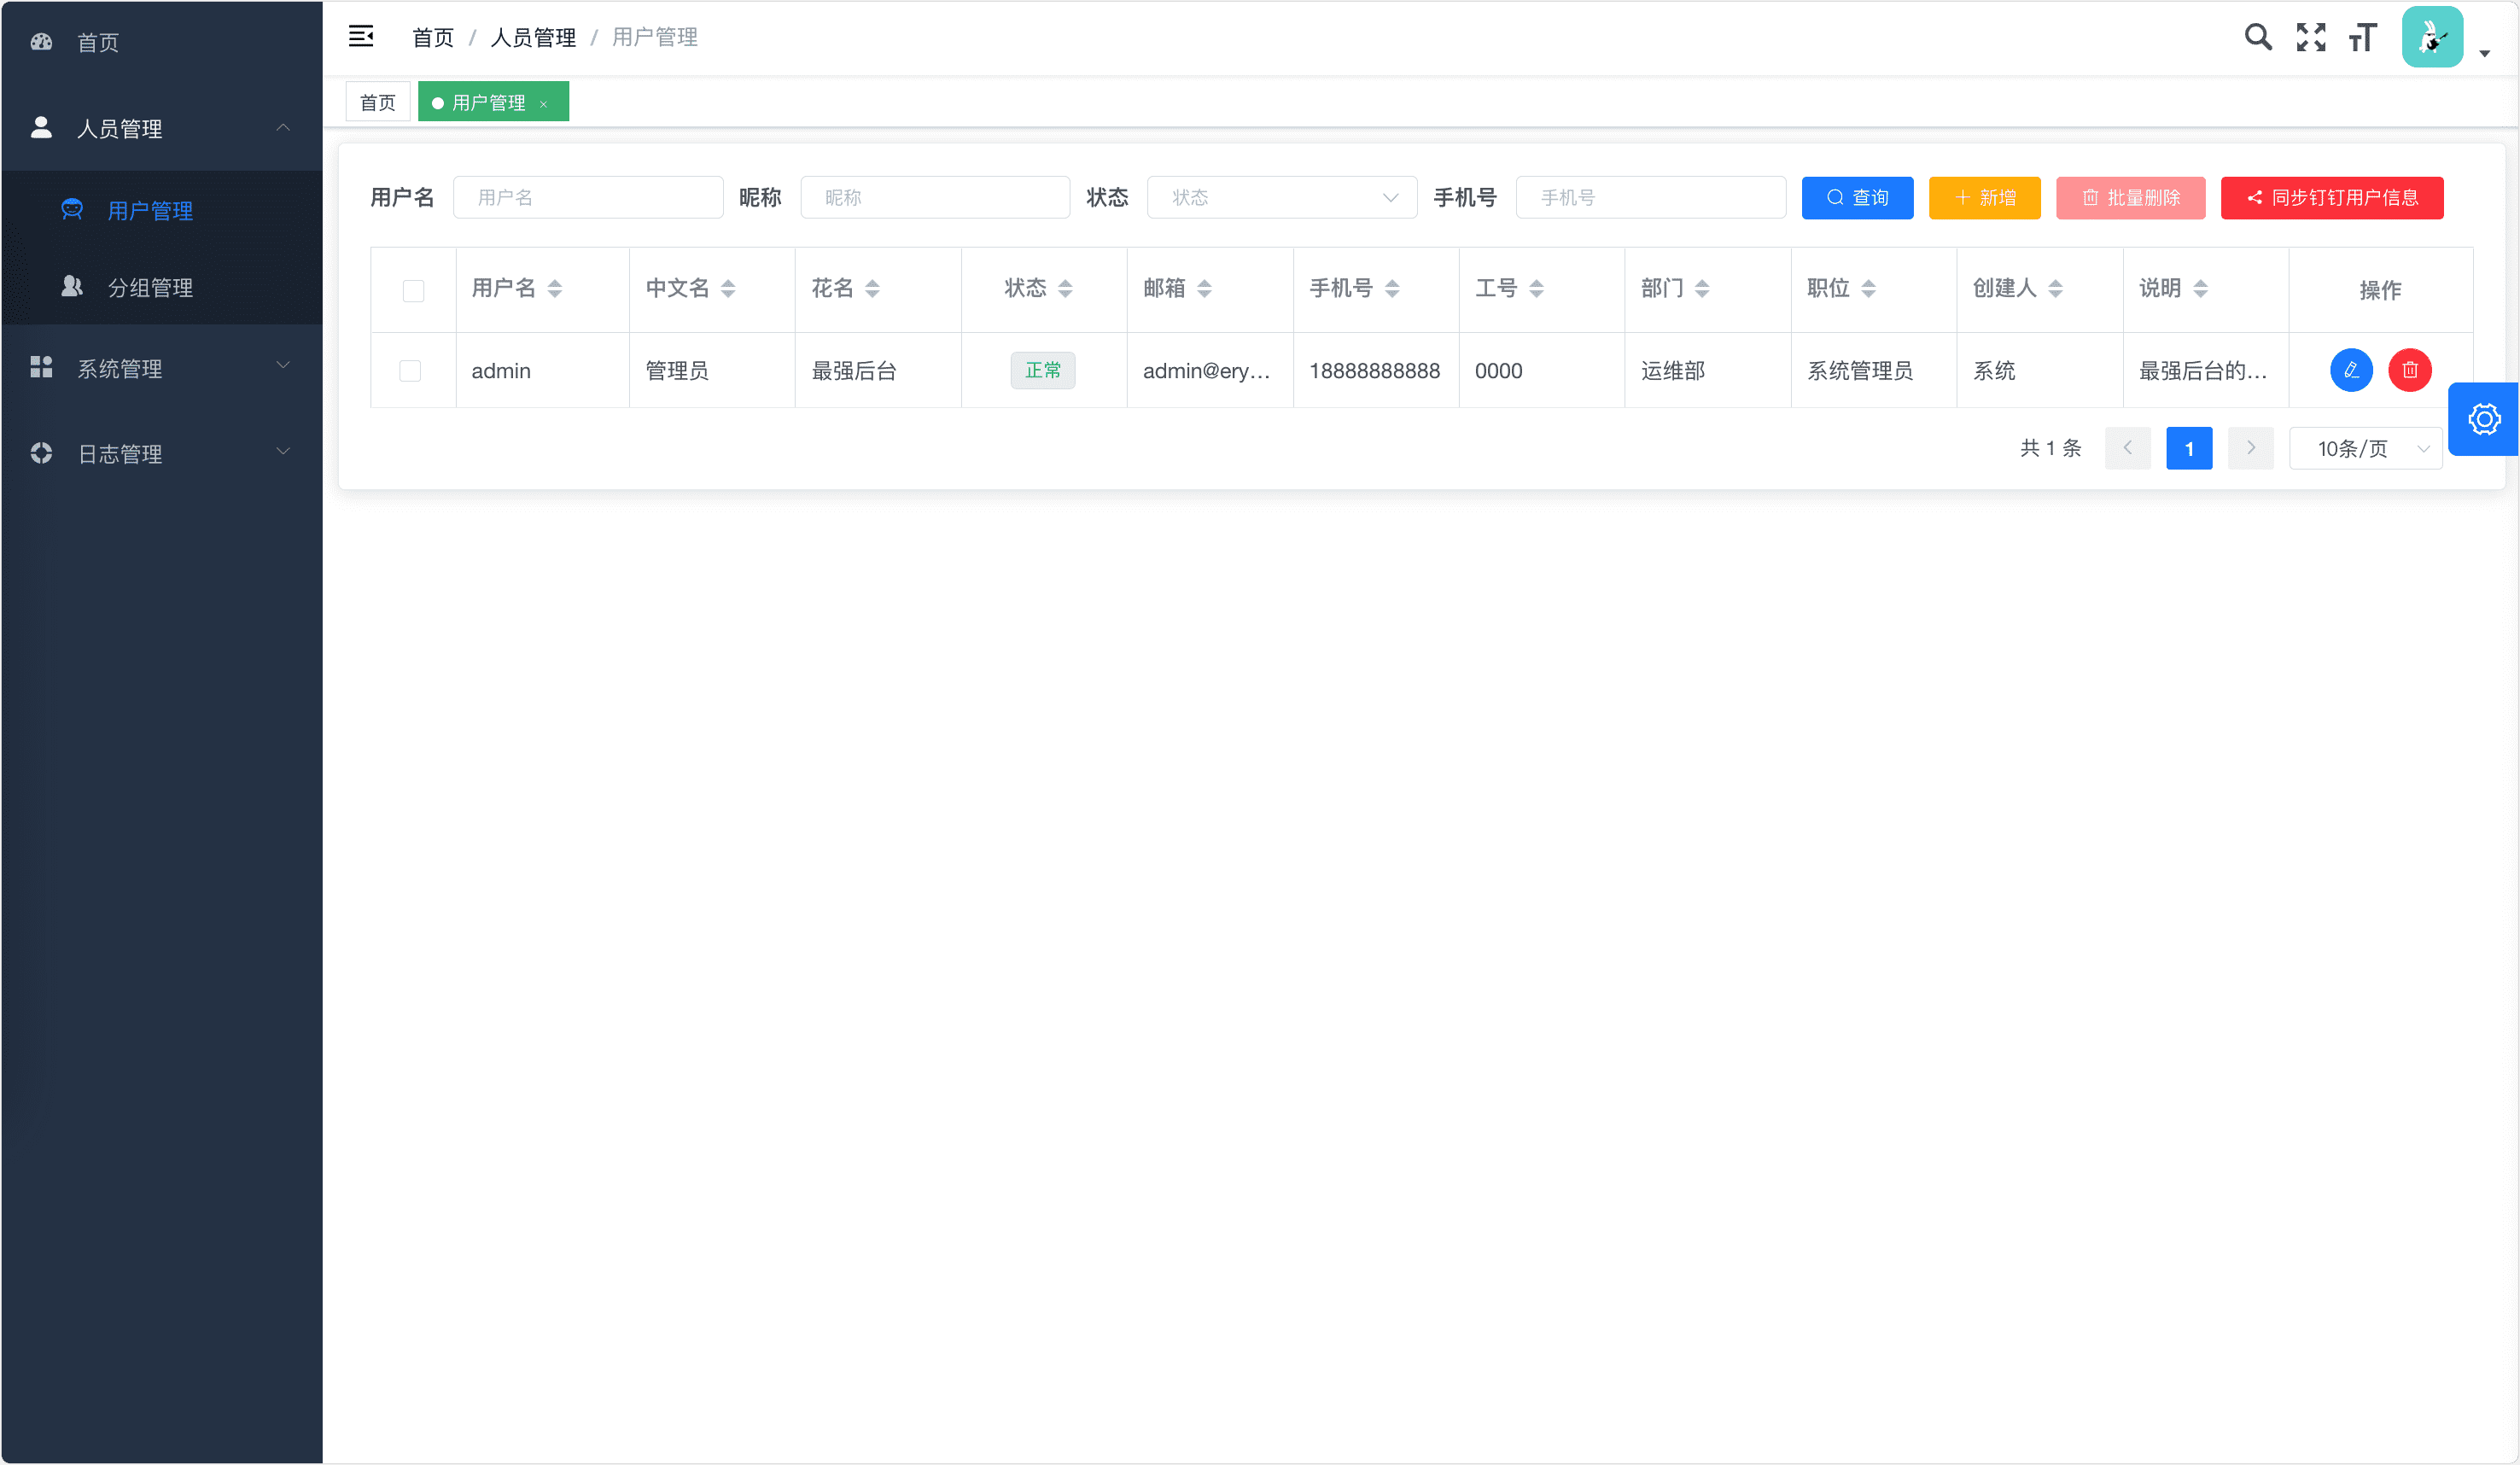 首页
人员管理
用户管理
分组管理
系统管理
日志管理
首页 / 人员管理 / 用户管理
首页 用户管理 ×
用户名 用户名 昵称 昵称 状态 状态 手机号 手机号 查询 新增 批量删除 同步钉钉用户信息
用户名 中文名 花名 状态 邮箱 手机号 工号 部门 职位 创建人 说明 操作
admin 管理员 最强后台 正常 admin@ery... 18888888888 0000 运维部 系统管理员 系统 最强后台的...
共 1 条 1 10条/页